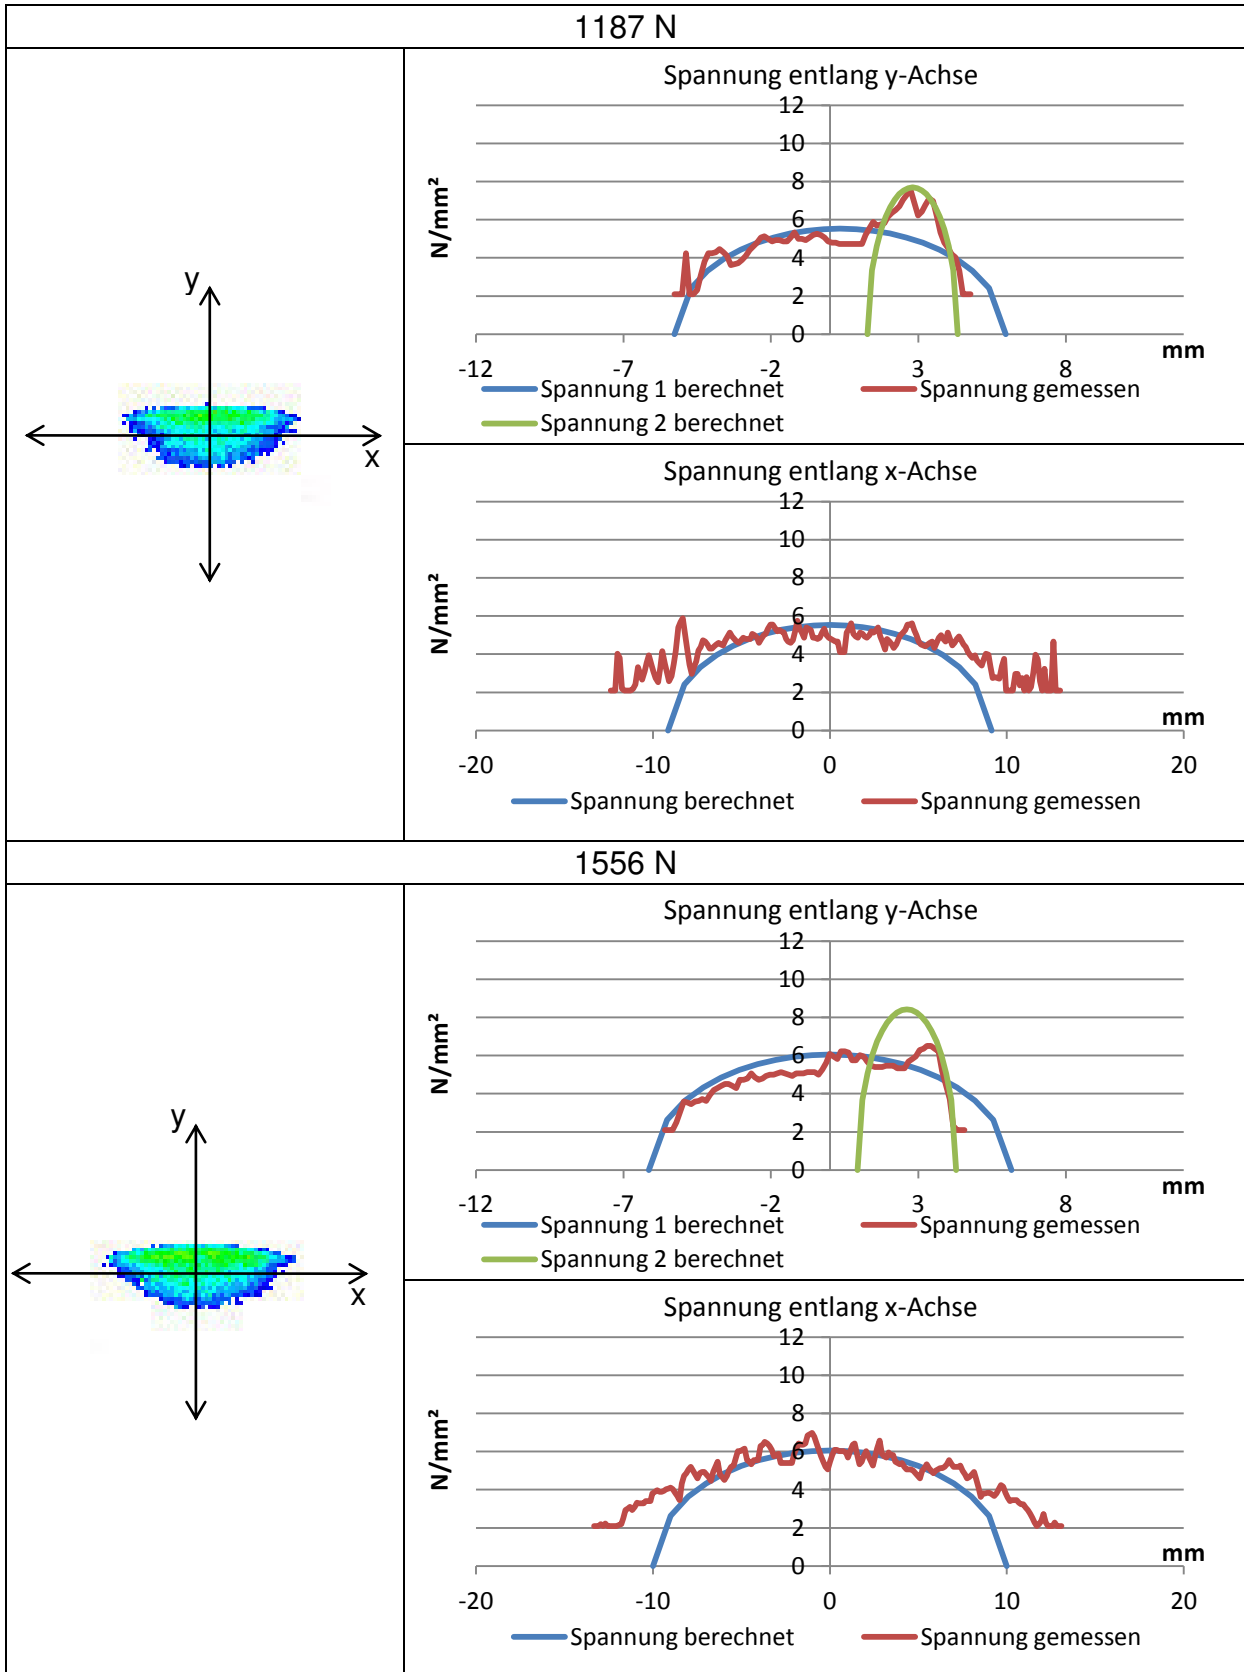 1187 N
y
x
Spannung entlang y-Achse
N/mm²
12
10
8
6
4
2
0
-12 -7 -2 3 8
mm
Spannung 1 berechnet Spannung gemessen
Spannung 2 berechnet
Spannung entlang x-Achse
N/mm²
12
10
8
6
4
2
0
-20 -10 0 10 20
mm
Spannung berechnet Spannung gemessen
1556 N
y
x
Spannung entlang y-Achse
N/mm²
12
10
8
6
4
2
0
-12 -7 -2 3 8
mm
Spannung 1 berechnet Spannung gemessen
Spannung 2 berechnet
Spannung entlang x-Achse
N/mm²
12
10
8
6
4
2
0
-20 -10 0 10 20
mm
Spannung berechnet Spannung gemessen